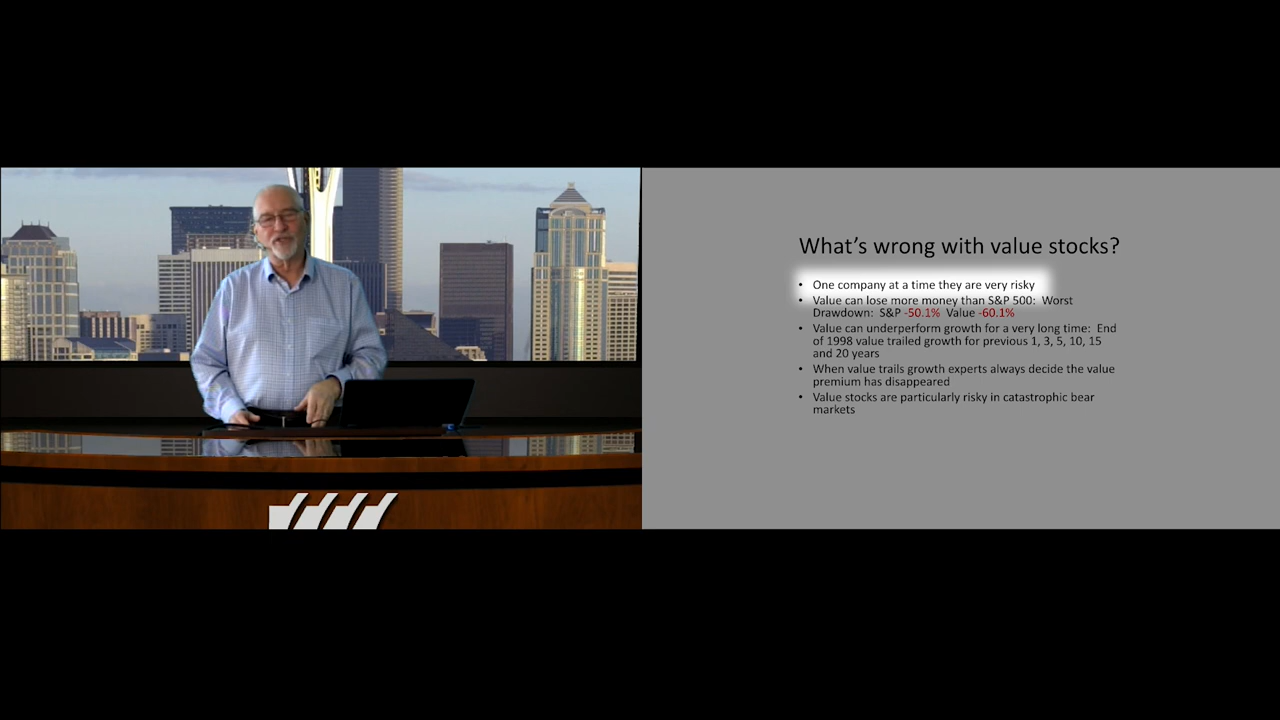 What's wrong with value stocks?
• One company at a time they are very risky
• Value can lose more money than S&P 500:  Worst
Drawdown:  S&P -50.1%  Value -60.1%
• Value can underperform growth for a very long time:  End
of 1998 value trailed growth for previous 1, 3, 5, 10, 15
and 20 years
• When value trails growth experts always decide the value
premium has disappeared
• Value stocks are particularly risky in catastrophic bear
markets